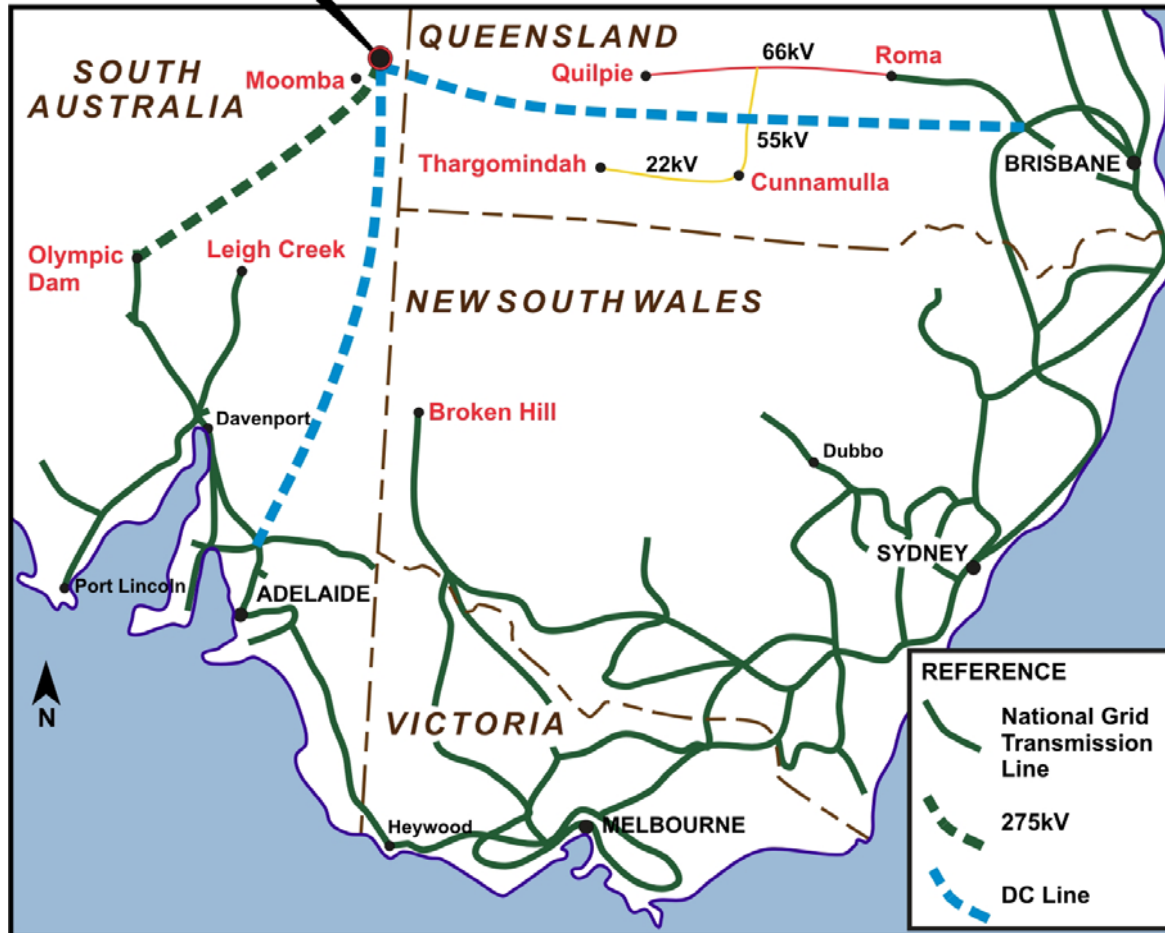 QUEENSLAND
66kV
Roma
SOUTH
AUSTRALIA
Moomba
Quilpie
55kV
Thargomindah
22kV
Cunnamulla
BRISBANE
Olympic
Dam
Leigh Creek
NEW SOUTH WALES
Broken Hill
Davenport
Dubbo
SYDNEY
Port Lincoln
ADELAIDE
N
VICTORIA
Heywood
MELBOURNE
REFERENCE
National Grid
Transmission
Line
275kV
DC Line